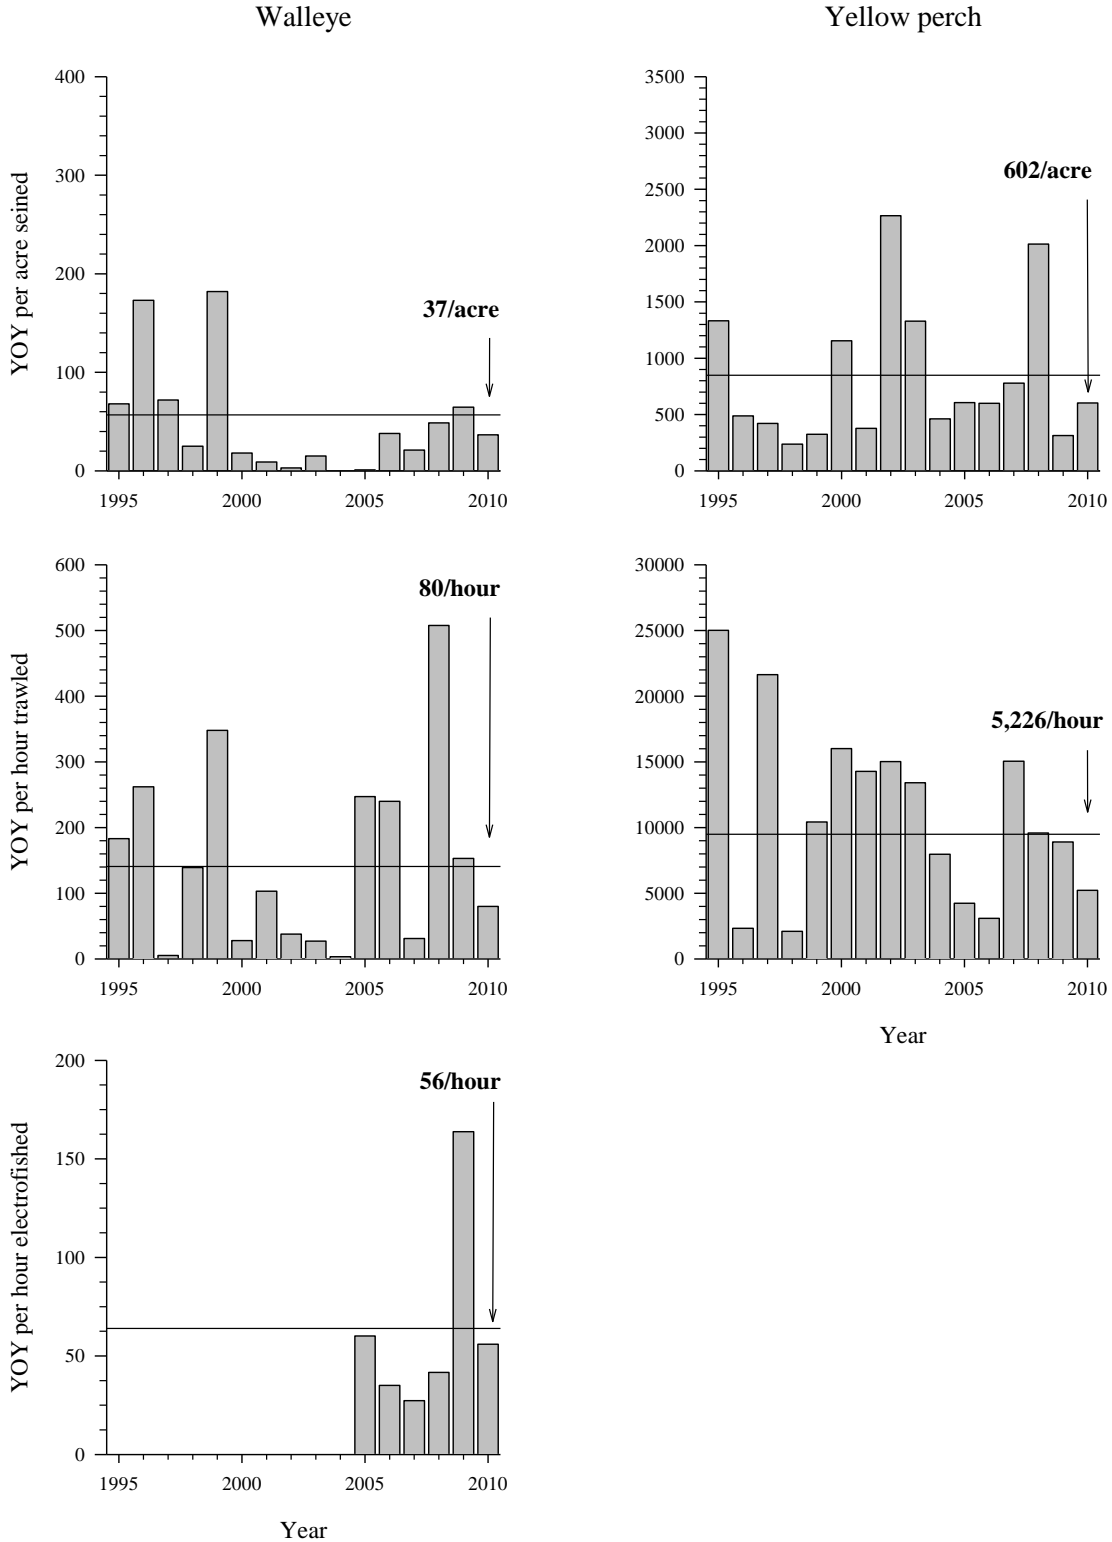 Walleye
Yellow perch
YOY per acre seined
400
300
200
100
0
37/acre
1995 2000 2005 2010
3500
3000
2500
2000
1500
1000
500
0
602/acre
1995 2000 2005 2010
YOY per hour trawled
600
500
400
300
200
100
0
80/hour
1995 2000 2005 2010
30000
25000
20000
15000
10000
5000
0
5,226/hour
1995 2000 2005 2010
Year
YOY per hour electrofished
200
150
100
50
0
56/hour
1995 2000 2005 2010
Year